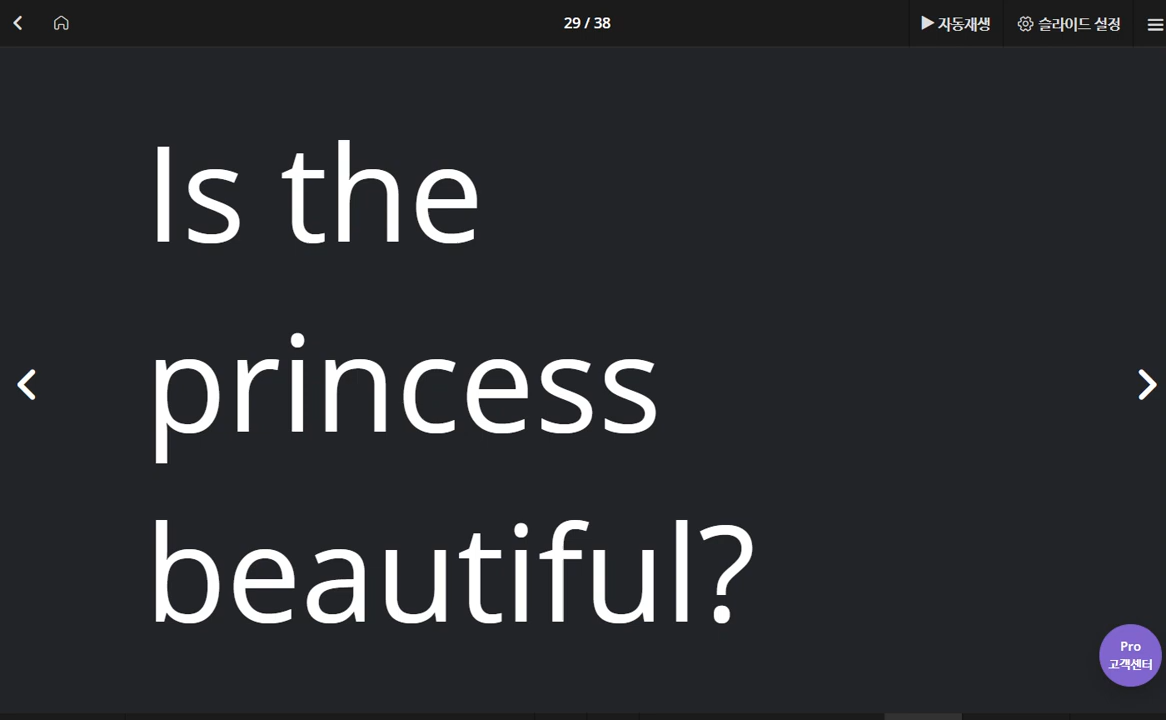 29 / 38
▶ 자동재생
슬라이드 설정
Is the
princess
beautiful?
Pro
고객센터